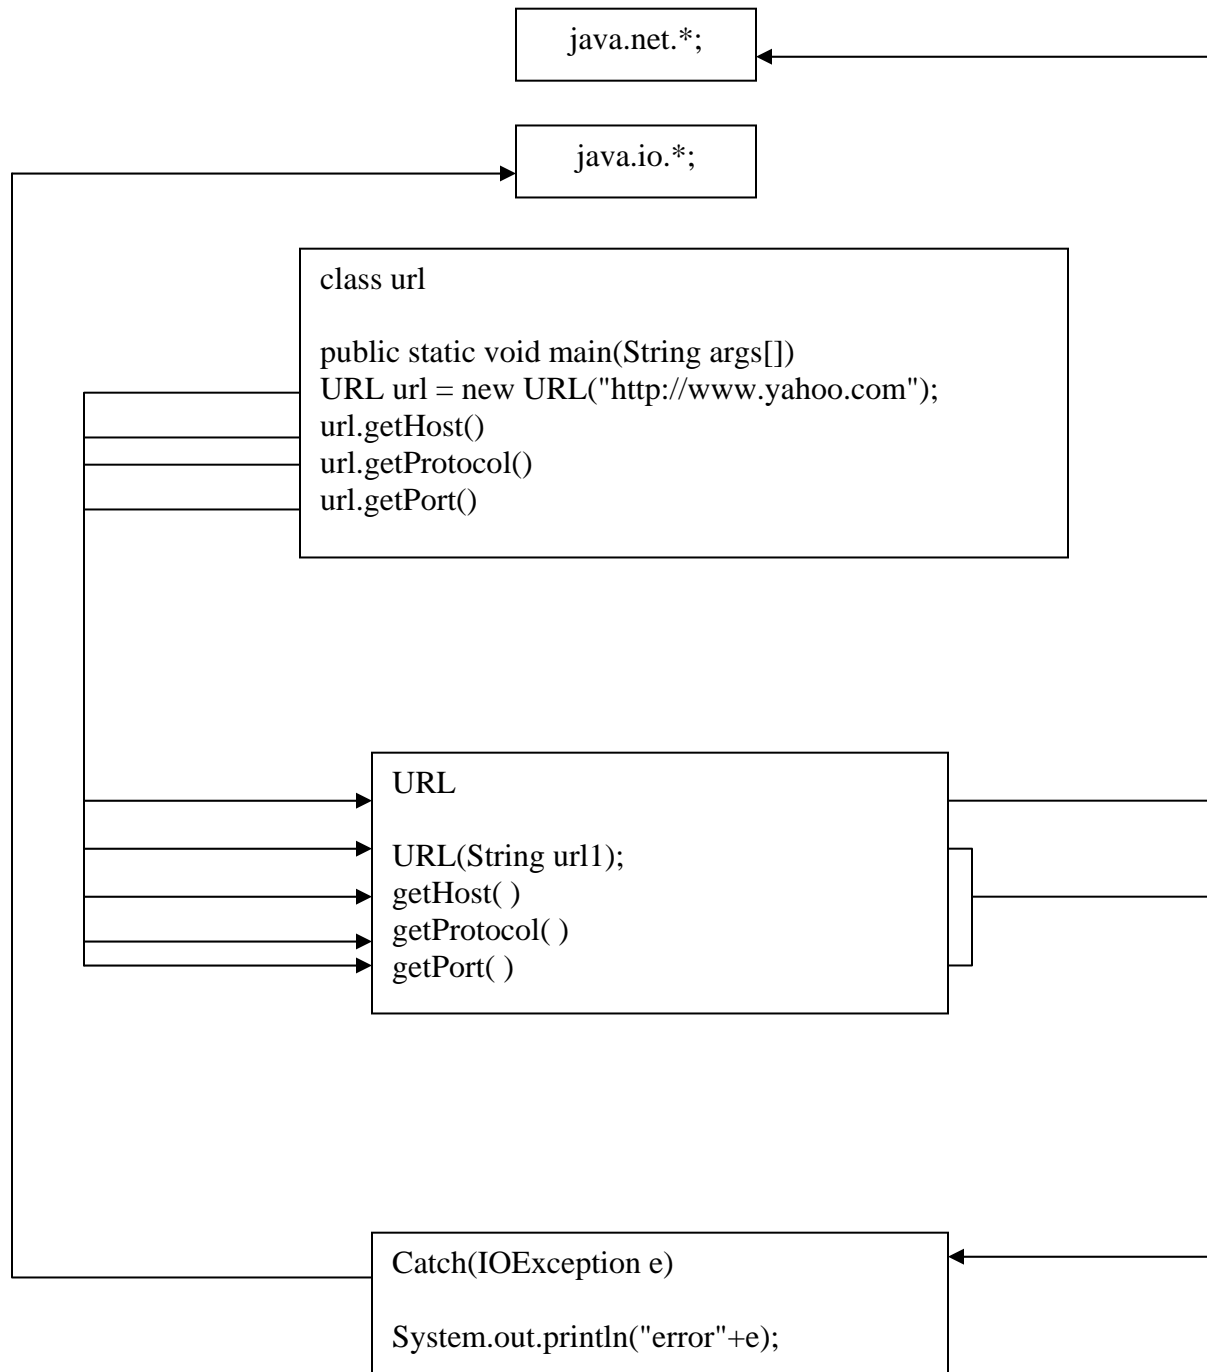 java.net.*;
java.io.*;
class url
public static void main(String args[])
URL url = new URL("http://www.yahoo.com");
url.getHost()
url.getProtocol()
url.getPort()
URL
URL(String url1);
getHost( )
getProtocol( )
getPort( )
Catch(IOException e)
System.out.println("error"+e);